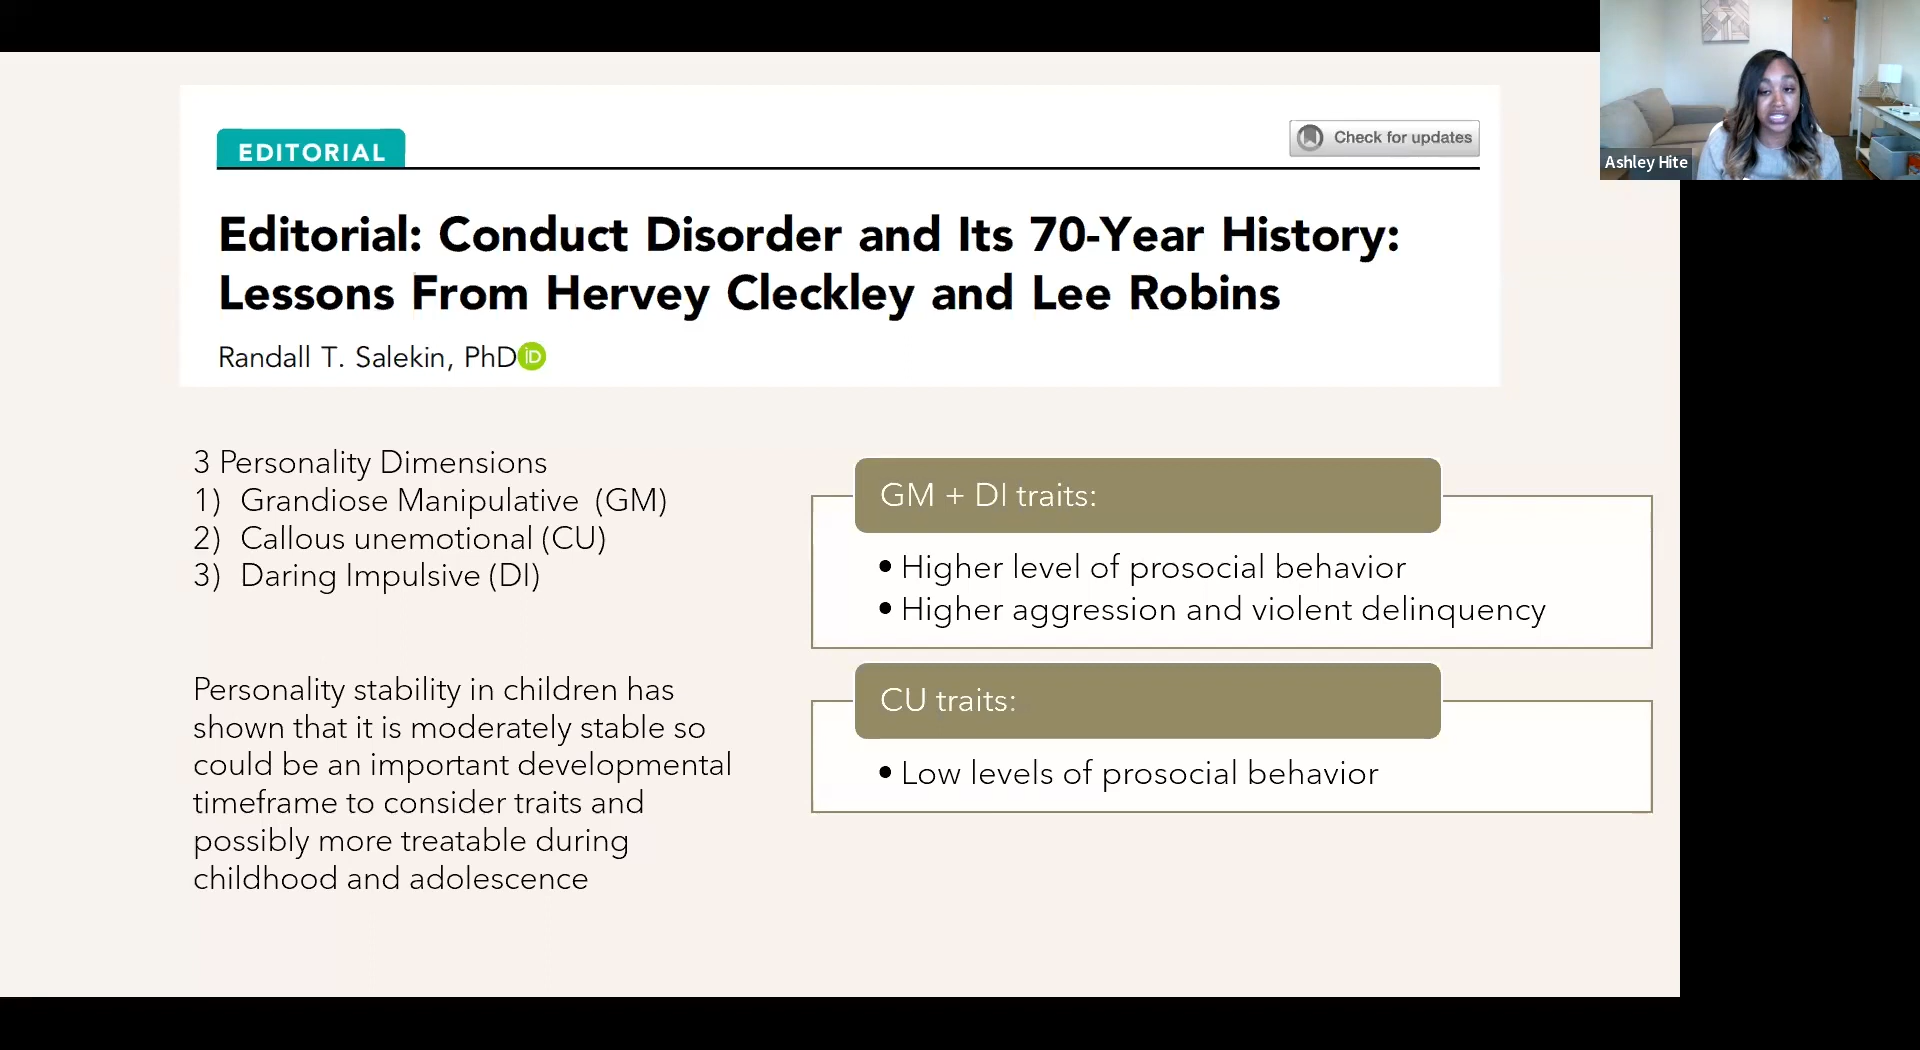 EDITORIAL
Check for updates
Editorial: Conduct Disorder and Its 70-Year History:
Lessons From Hervey Cleckley and Lee Robins
Randall T. Salekin, PhD iD
3 Personality Dimensions
1) Grandiose Manipulative (GM)
2) Callous unemotional (CU)
3) Daring Impulsive (DI)
Personality stability in children has
shown that it is moderately stable so
could be an important developmental
timeframe to consider traits and
possibly more treatable during
childhood and adolescence
GM + DI traits:
• Higher level of prosocial behavior
• Higher aggression and violent delinquency
CU traits:
• Low levels of prosocial behavior
Ashley Hite